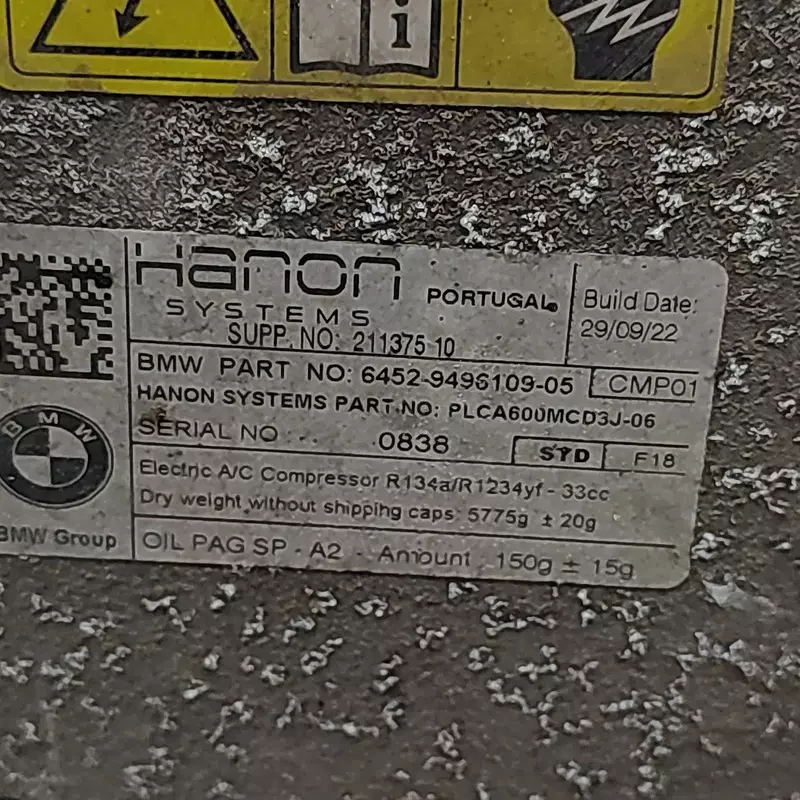 i
Hanon
SYSTEMS
PORTUGAL
Build Date:
29/09/22
SUPP. NO: 211375-10
BMW PART NO: 6452-9496109-05
CMP01
HANON SYSTEMS PART NO: PLCA600MCD3J-06
SERIAL NO
0838
STD
F18
Electric A/C Compressor R134a/R1234yf - 33cc
Dry weight without shipping caps: 5775g ± 20g
OIL PAG SP - A2 - Amount 150g ± 15g
BMW
BMW Group